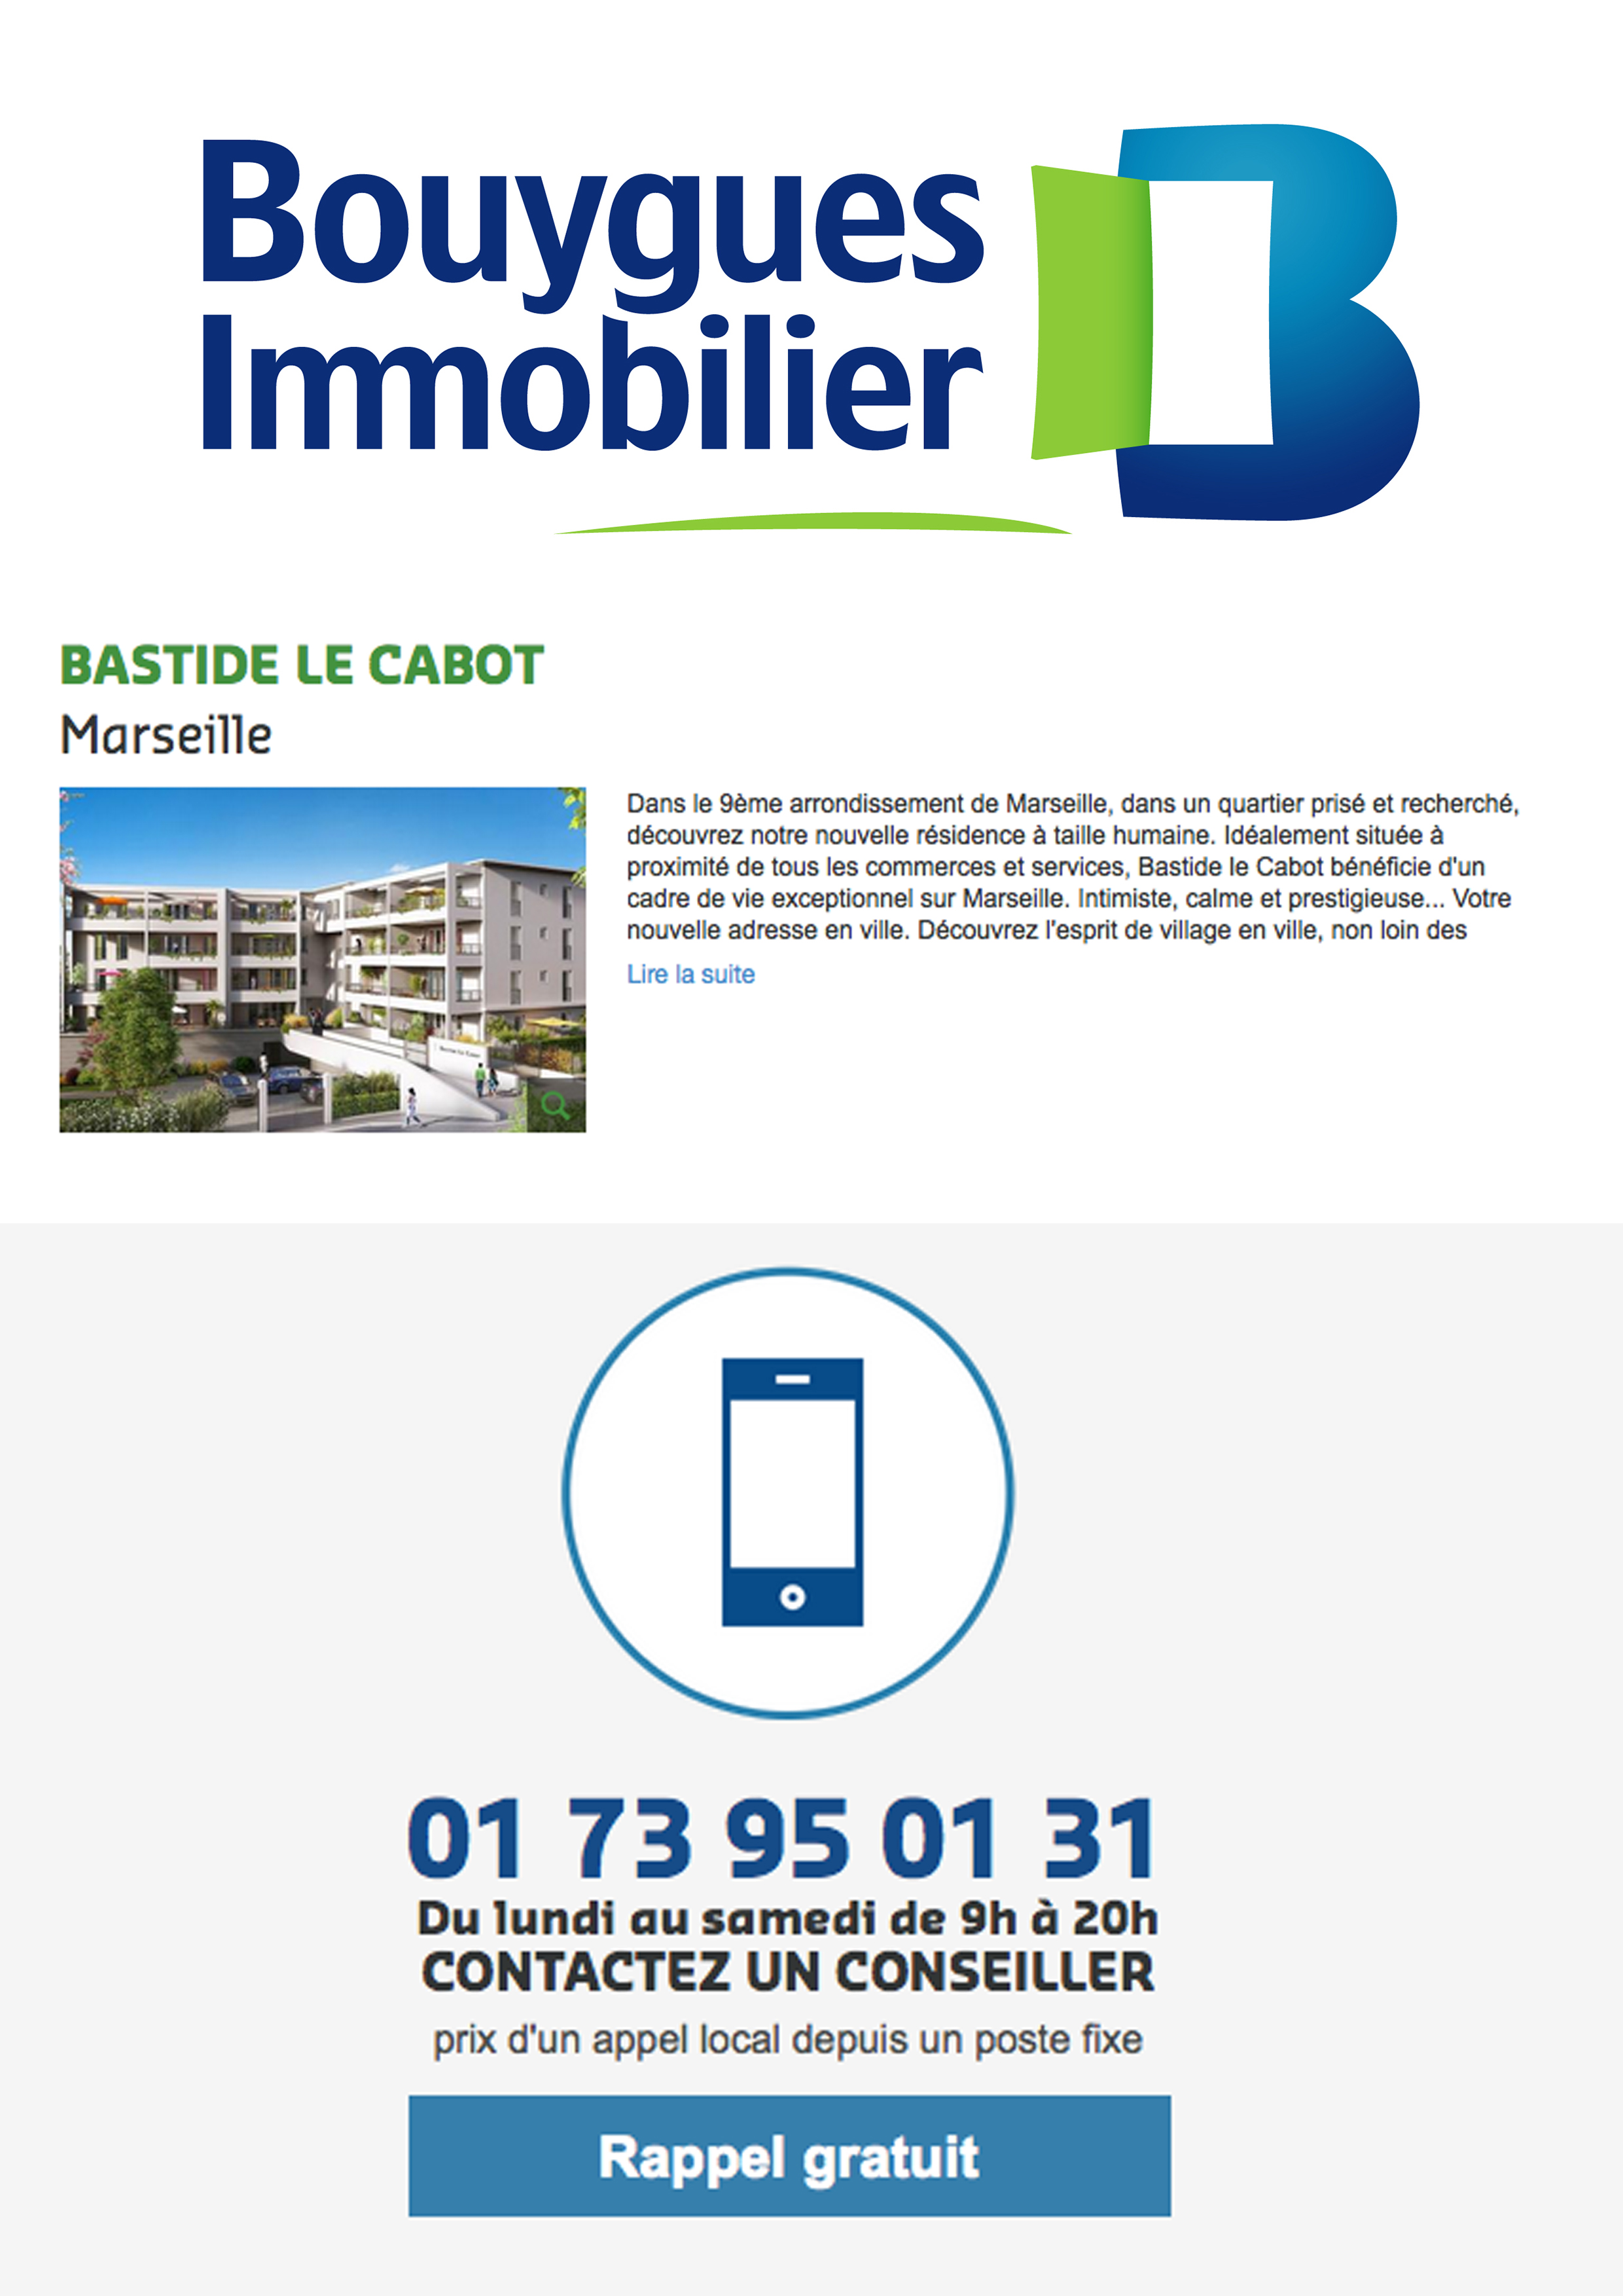 Bouygues
Immobilier
BASTIDE LE CABOT
Marseille
Dans le 9ème arrondissement de Marseille, dans un quartier prisé et recherché,
découvrez notre nouvelle résidence à taille humaine. Idéalement située à
proximité de tous les commerces et services, Bastide le Cabot bénéficie d'un
cadre de vie exceptionnel sur Marseille. Intimiste, calme et prestigieuse... Votre
nouvelle adresse en ville. Découvrez l'esprit de village en ville, non loin des
Lire la suite
01 73 95 01 31
Du lundi au samedi de 9h à 20h
CONTACTEZ UN CONSEILLER
prix d'un appel local depuis un poste fixe
Rappel gratuit